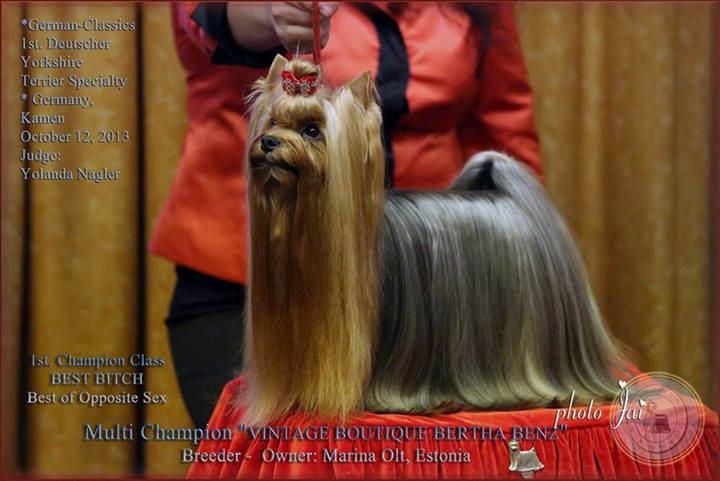 *German-Classics
1st. Deutscher
Yorkshire
Terrier Specialty
* Germany,
Kamen
October 12, 2013
Judge:
Yolanda Nagler
1st. Champion Class
BEST BITCH
Best of Opposite Sex
photo Jai
Multi Champion "VINTAGE BOUTIQUE BERTHA BENZ"
Breeder - Owner: Marina Olt, Estonia